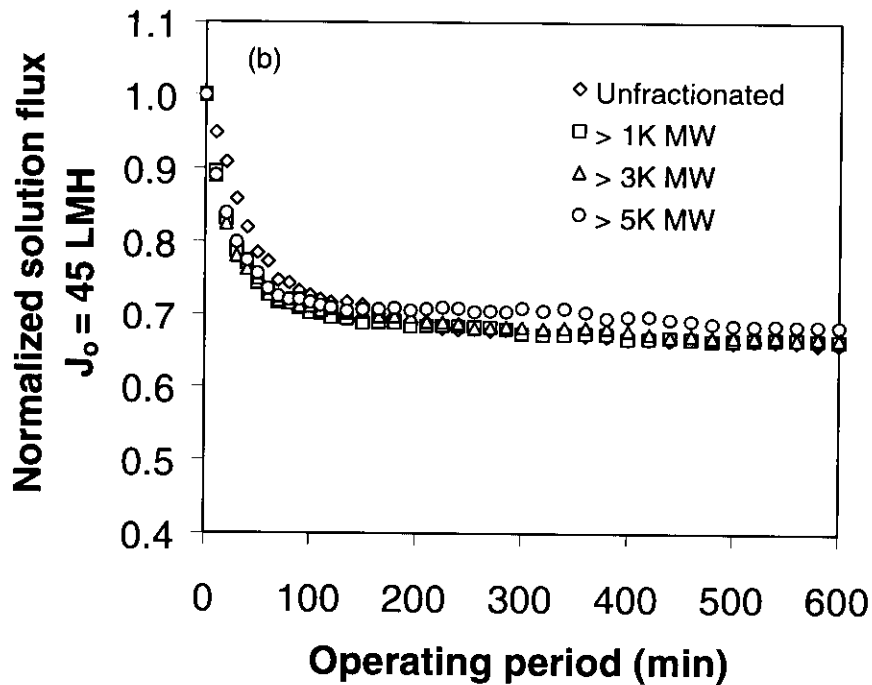 (b)
Normalized solution flux
Jo = 45 LMH
1.1
1.0
0.9
0.8
0.7
0.6
0.5
0.4
Unfractionated
> 1K MW
> 3K MW
> 5K MW
0 100 200 300 400 500 600
Operating period (min)